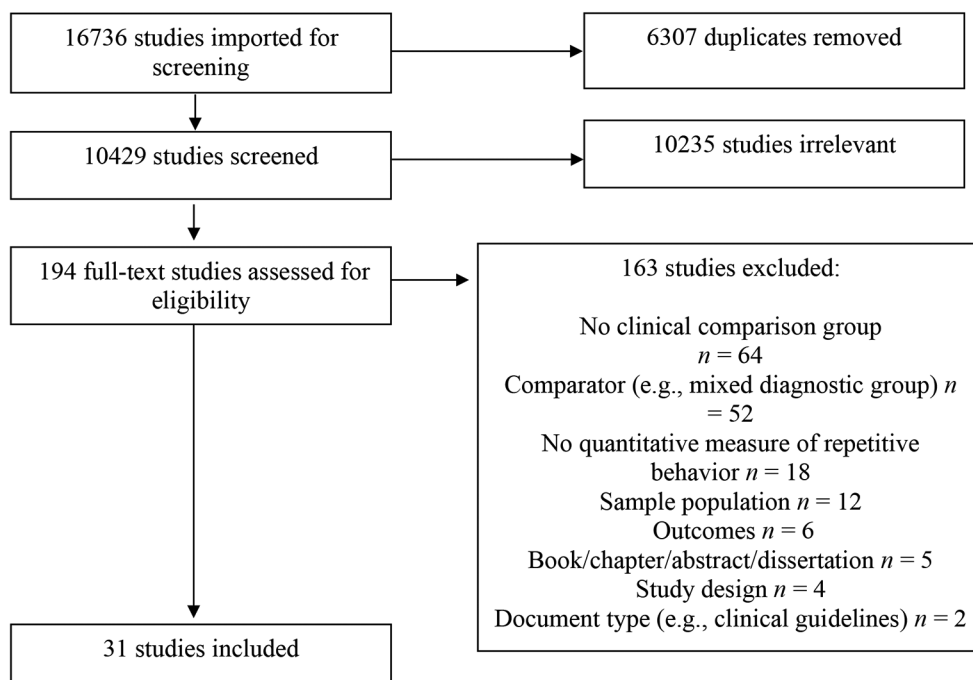 16736 studies imported for
screening
6307 duplicates removed
10429 studies screened
10235 studies irrelevant
194 full-text studies assessed for
eligibility
163 studies excluded:
No clinical comparison group
n = 64
Comparator (e.g., mixed diagnostic group) n
= 52
No quantitative measure of repetitive
behavior n = 18
Sample population n = 12
Outcomes n = 6
Book/chapter/abstract/dissertation n = 5
Study design n = 4
Document type (e.g., clinical guidelines) n = 2
31 studies included